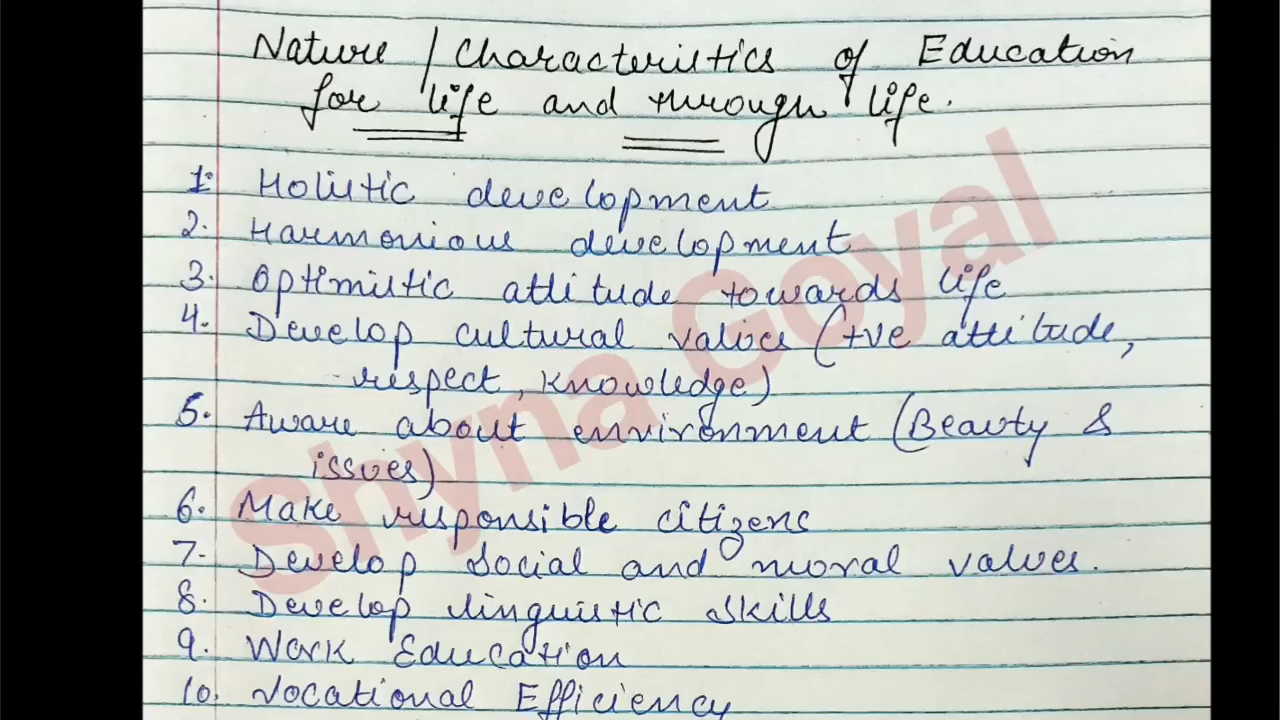 Nature / Characteristics of Education
for life and through life.
1. Holistic development
2. Harmonious development
3. Optimistic attitude towards life
4. Develop cultural values (+ve attitude,
respect, knowledge)
5. Aware about environment (Beauty &
issues)
6. Make responsible citizens
7. Develop social and moral values.
8. Develop linguistic skills
9. Work Education
10. Vocational Efficiency
Shyna Goyal